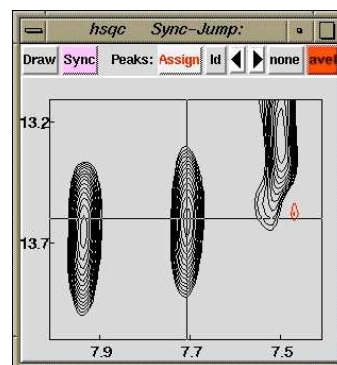 hsqc Sync-Jump:
Draw Sync Peaks: Assign Id none
13.2
13.7
7.9 7.7 7.5